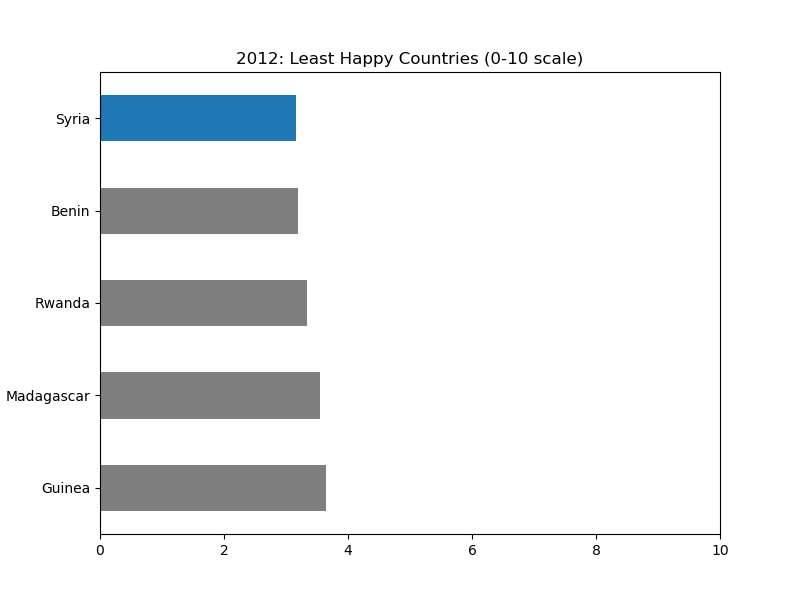 2012: Least Happy Countries (0-10 scale)
Syria
Benin
Rwanda
Madagascar
Guinea
0 2 4 6 8 10